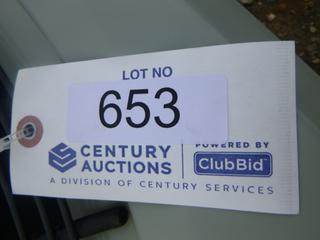 LOT NO
653
CENTURY
AUCTIONS
POWERED BY
ClubBid
A DIVISION OF CENTURY SERVICES